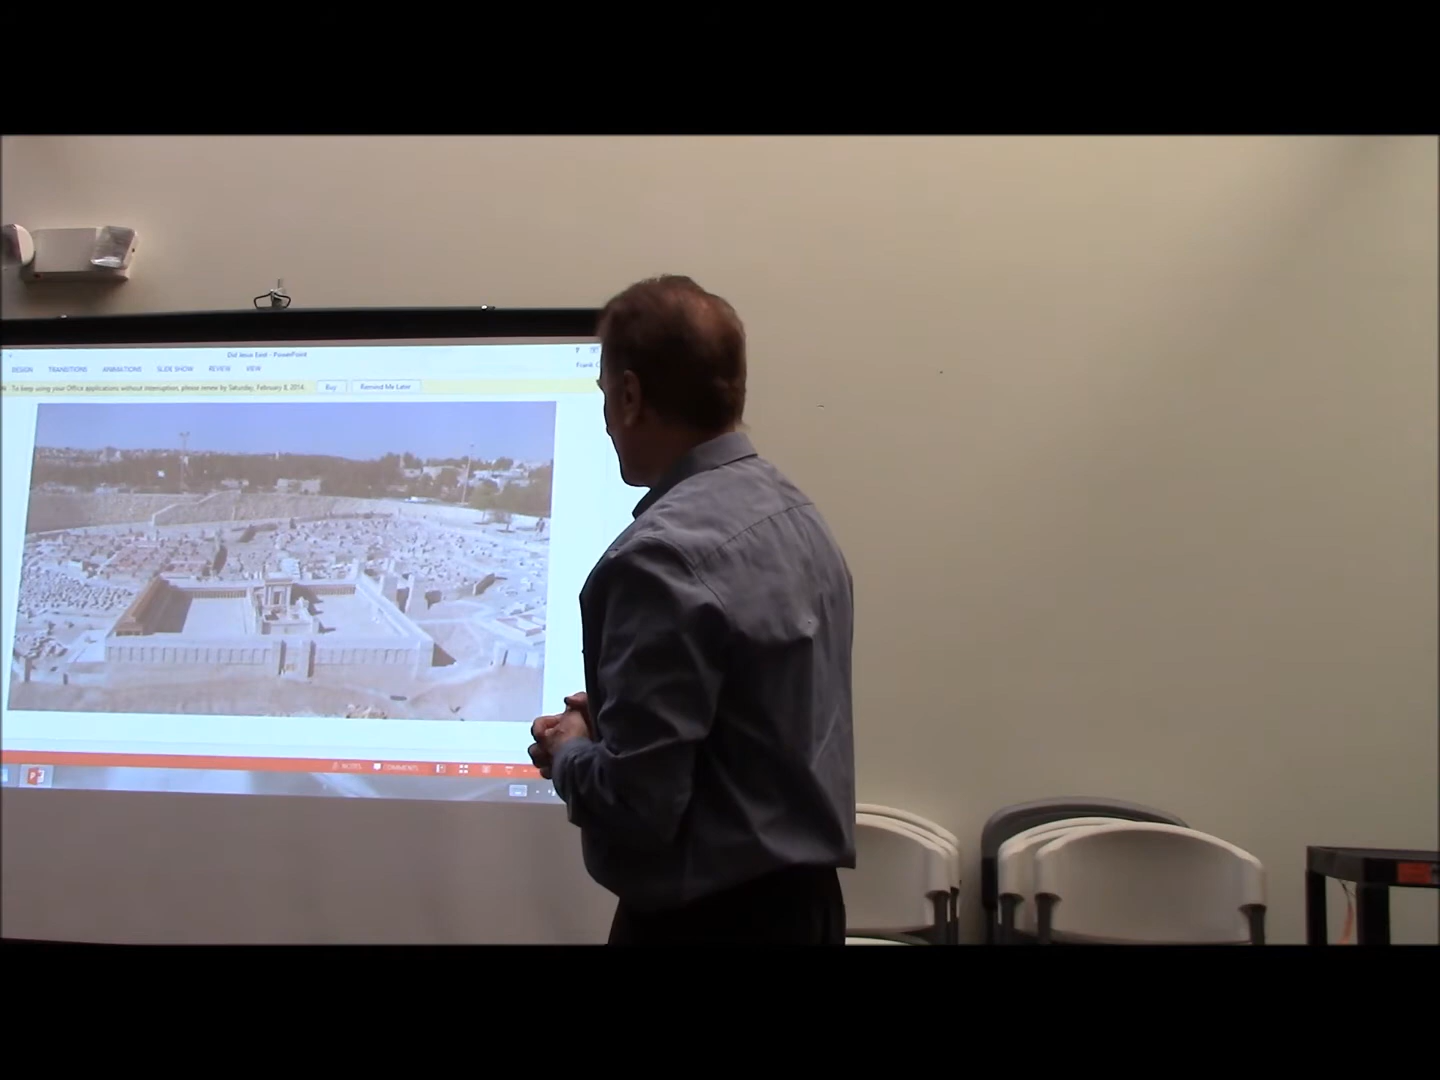 Did Jesus Exist - PowerPoint
?
DESIGN TRANSITIONS ANIMATIONS SLIDE SHOW REVIEW VIEW
Frank
To keep using your Office applications without interruption, please renew by Saturday, February 8, 2014. Buy Remind Me Later
NOTES COMMENTS
P